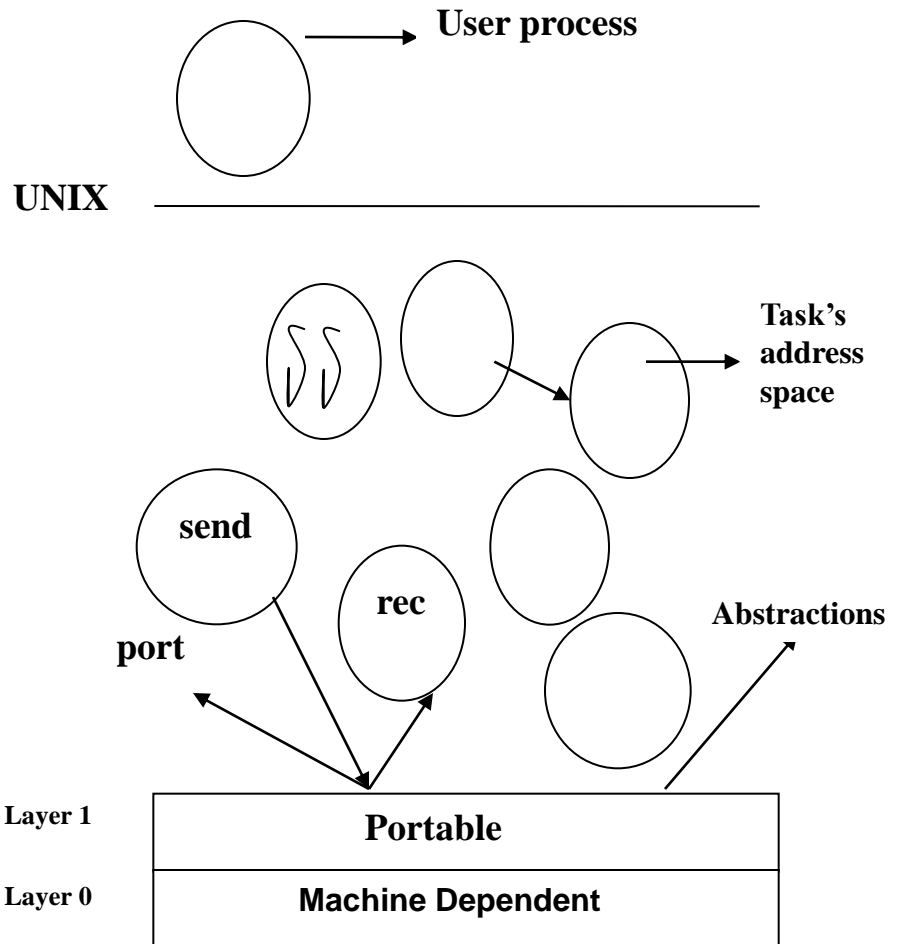 User process
UNIX
Task's
address
space
send
rec
port
Abstractions
Layer 1
Portable
Layer 0
Machine Dependent